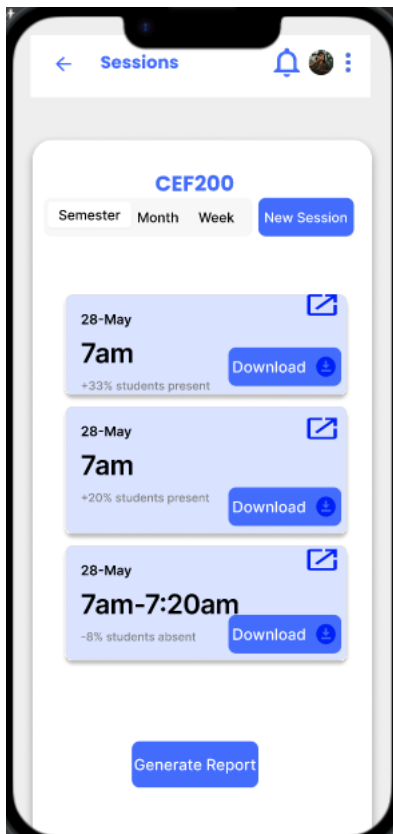 Sessions
CEF200
Semester Month Week New Session
28-May
7am
Download
+33% students present
28-May
7am
+20% students present
Download
28-May
7am-7:20am
-8% students absent
Download
Generate Report